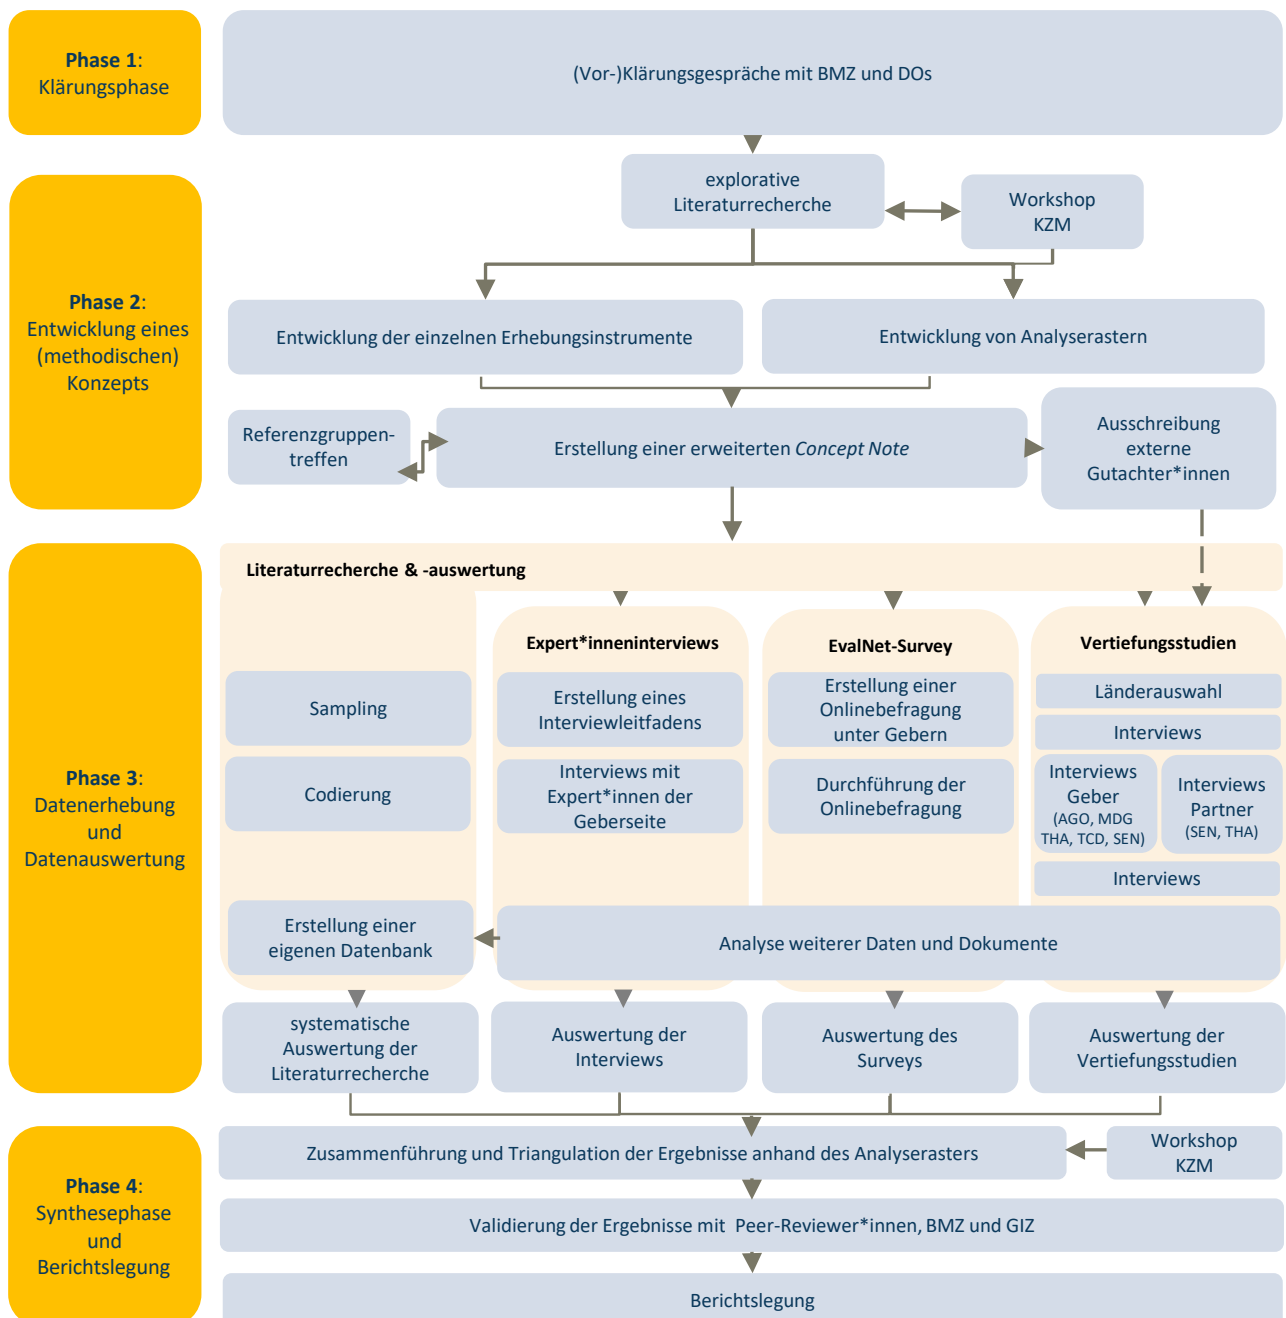 Phase 1:
Klärungsphase
(Vor-)Klärungsgespräche mit BMZ und DOs
Phase 2:
Entwicklung eines
(methodischen)
Konzepts
explorative
Literaturrecherche
Workshop
KZM
Entwicklung der einzelnen Erhebungsinstrumente
Entwicklung von Analyserastern
Referenzgruppen-
treffen
Erstellung einer erweiterten Concept Note
Ausschreibung
externe
Gutachter*innen
Phase 3:
Datenerhebung
und
Datenauswertung
Literaturrecherche & -auswertung
Sampling
Codierung
Erstellung einer
eigenen Datenbank
Expert*inneninterviews
Erstellung eines
Interviewleitfadens
Interviews mit
Expert*innen der
Geberseite
EvalNet-Survey
Erstellung einer
Onlinebefragung
unter Gebern
Durchführung der
Onlinebefragung
Vertiefungsstudien
Länderauswahl
Interviews
Interviews
Geber
(AGO, MDG
THA, TCD, SEN)
Interviews
Partner
(SEN, THA)
Interviews
Analyse weiterer Daten und Dokumente
systematische
Auswertung der
Literaturrecherche
Auswertung der
Interviews
Auswertung des
Surveys
Auswertung der
Vertiefungsstudien
Phase 4:
Synthesephase
und
Berichtslegung
Zusammenführung und Triangulation der Ergebnisse anhand des Analyserasters
Workshop
KZM
Validierung der Ergebnisse mit Peer-Reviewer*innen, BMZ und GIZ
Berichtslegung